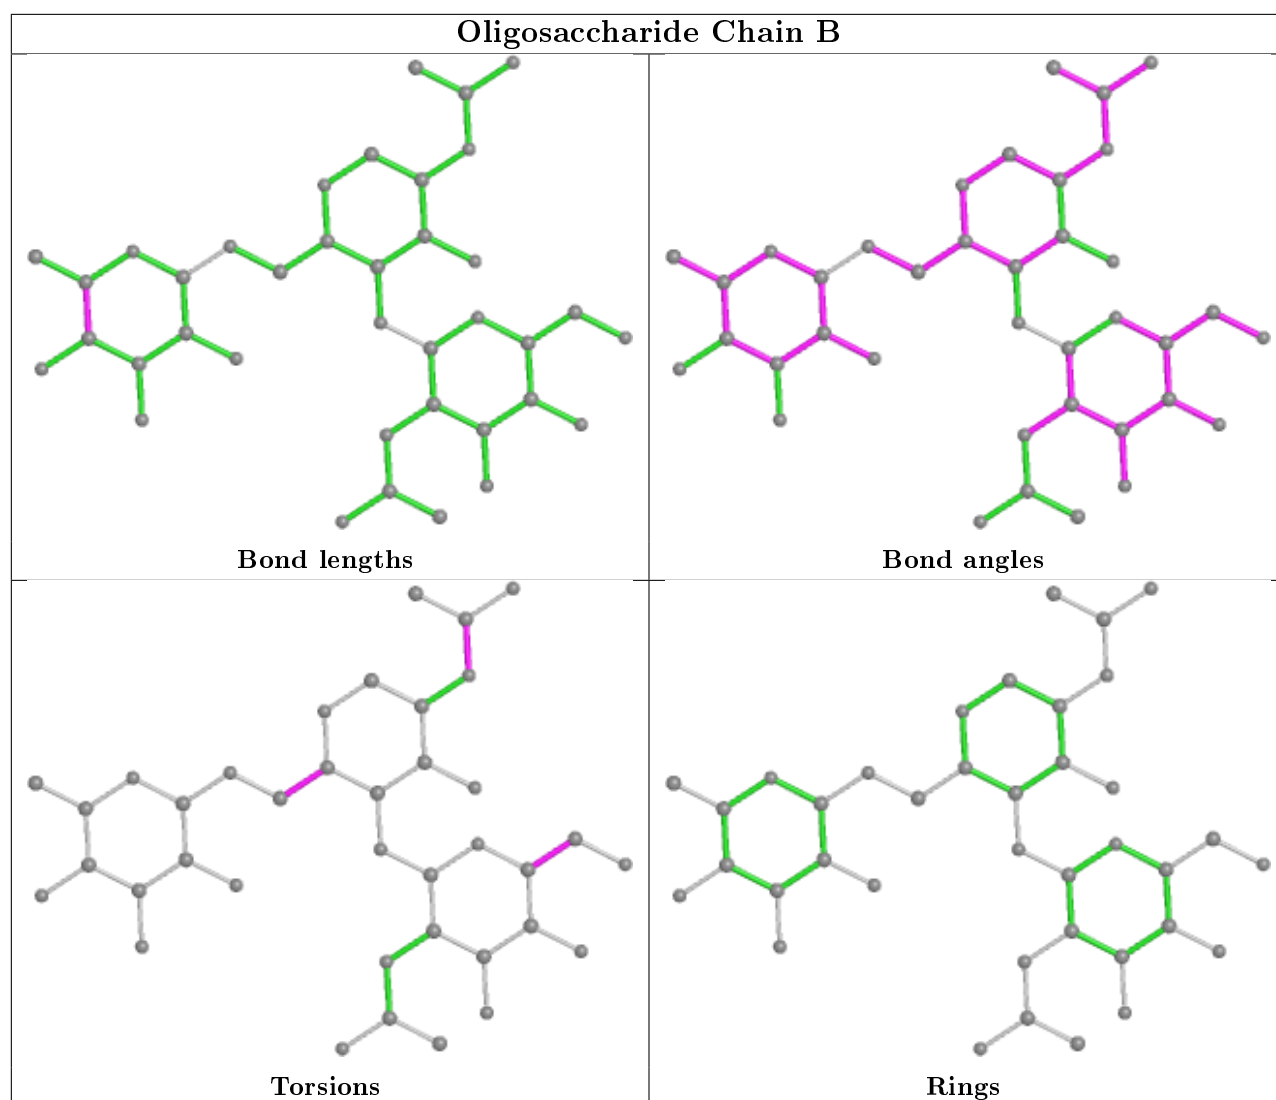 Oligosaccharide Chain B
Bond lengths
Bond angles
Torsions
Rings